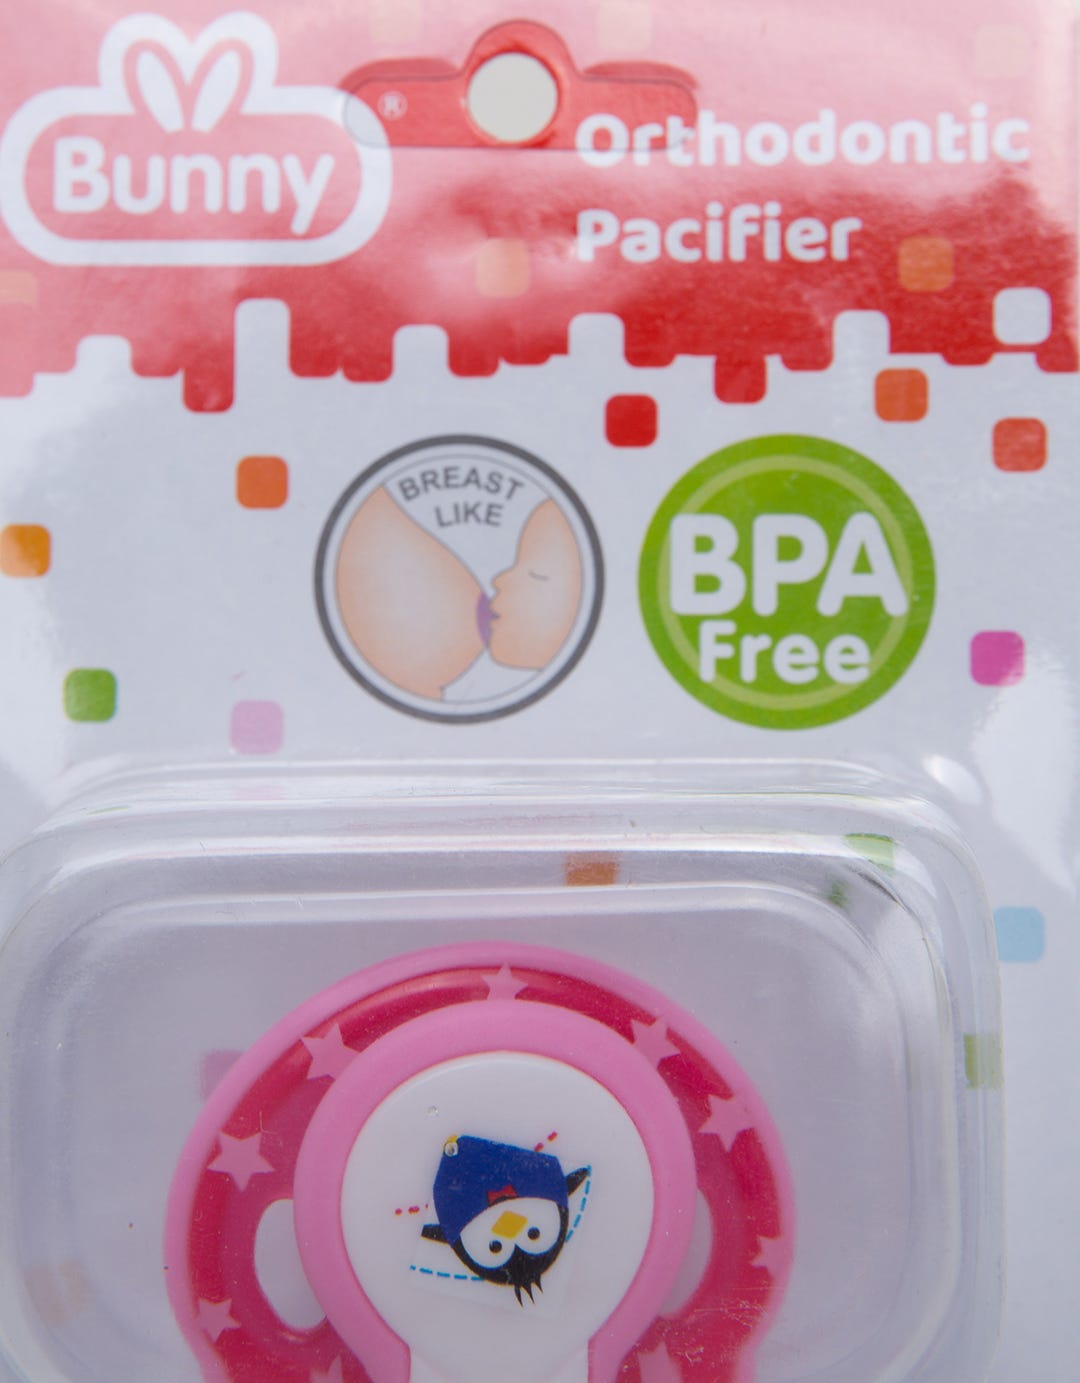 Bunny
®
Orthodontic
Pacifier
BREAST
LIKE
BPA
Free